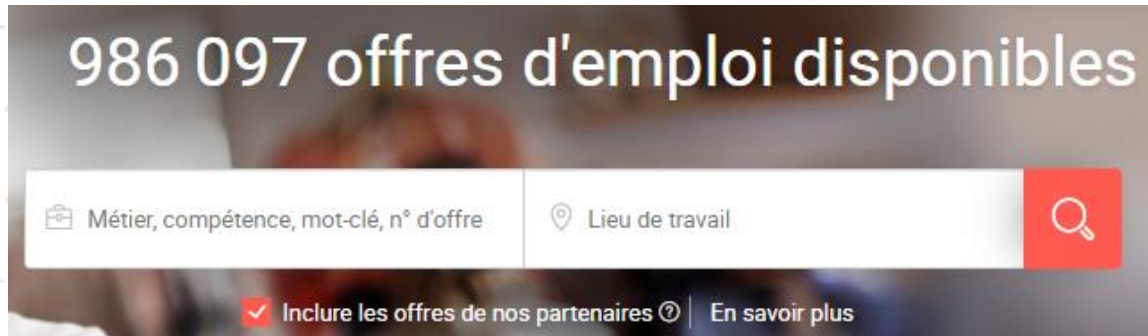 986 097 offres d'emploi disponibles
Métier, compétence, mot-clé, n° d'offre
Lieu de travail
Inclure les offres de nos partenaires ? | En savoir plus